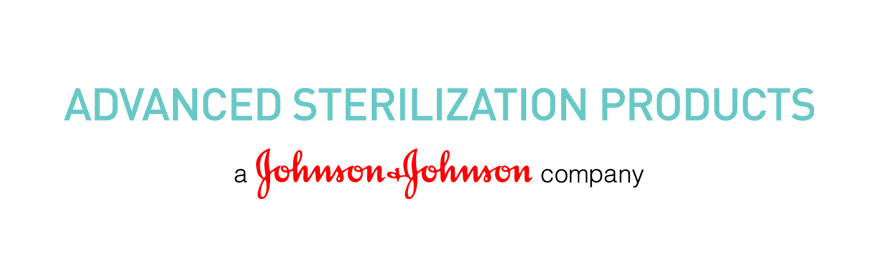 ADVANCED STERILIZATION PRODUCTS
a Johnson & Johnson company